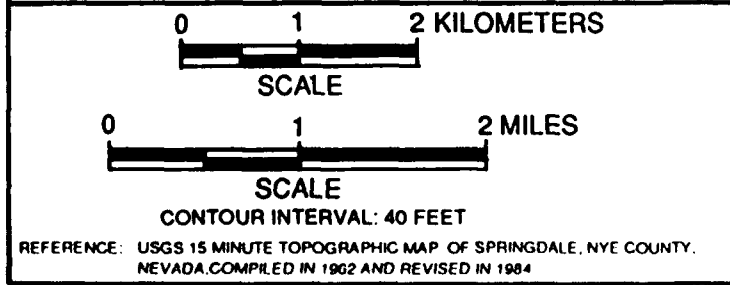 0 1 2 KILOMETERS
SCALE
0 1 2 MILES
SCALE
CONTOUR INTERVAL: 40 FEET
REFERENCE: USGS 15 MINUTE TOPOGRAPHIC MAP OF SPRINGDALE, NYE COUNTY.
NEVADA,COMPILED IN 1962 AND REVISED IN 1984